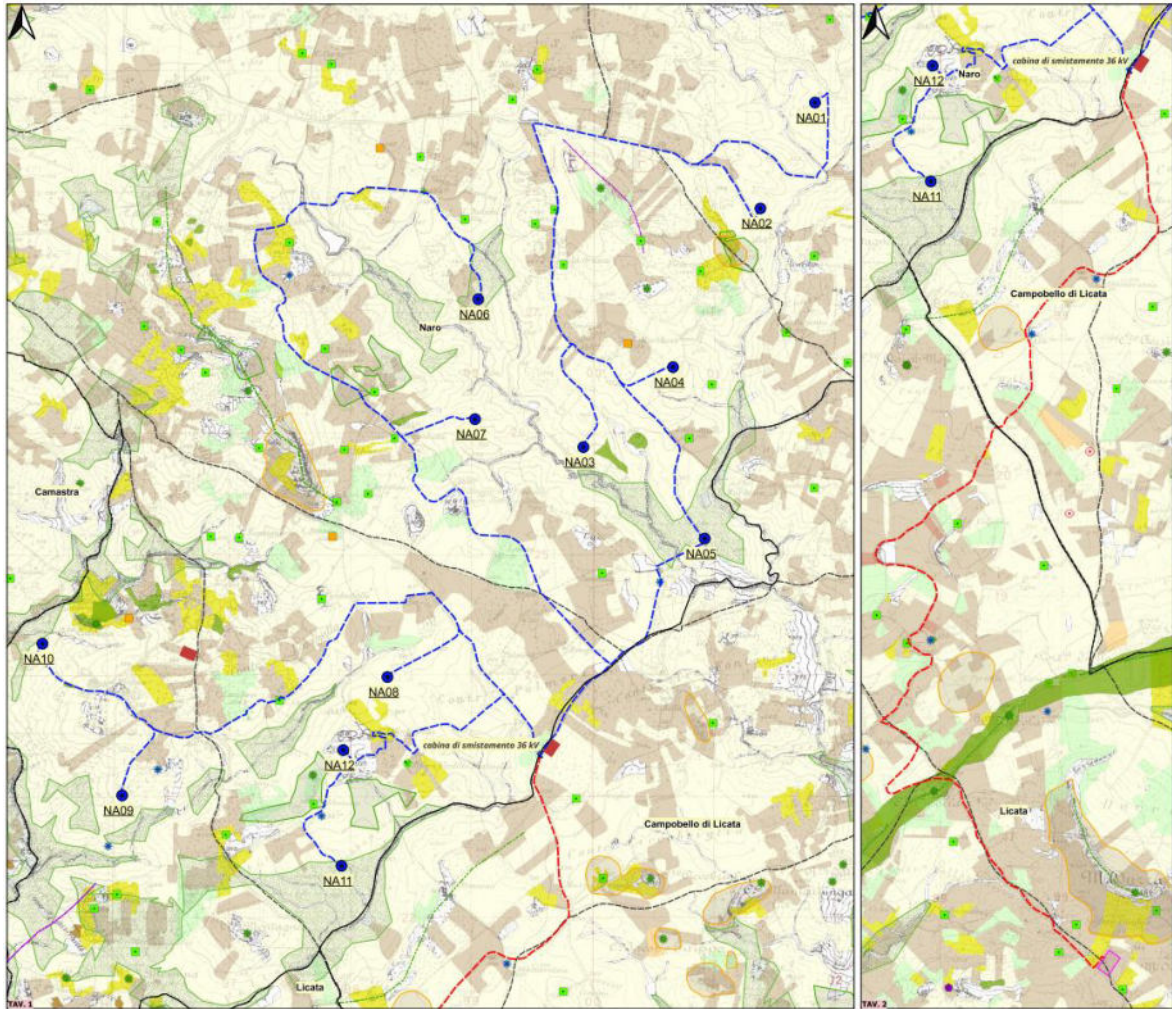 NA01
NA02
NA06
Naro
NA04
NA07
NA03
Camastra
NA05
NA10
NA08
cabina di smistamento 36 kV
NA12
NA09
Campobello di Licata
NA11
Licata
TAV. 1
cabina di smistamento 36 kV
NA12
Naro
NA11
Campobello di Licata
Licata
TAV. 2